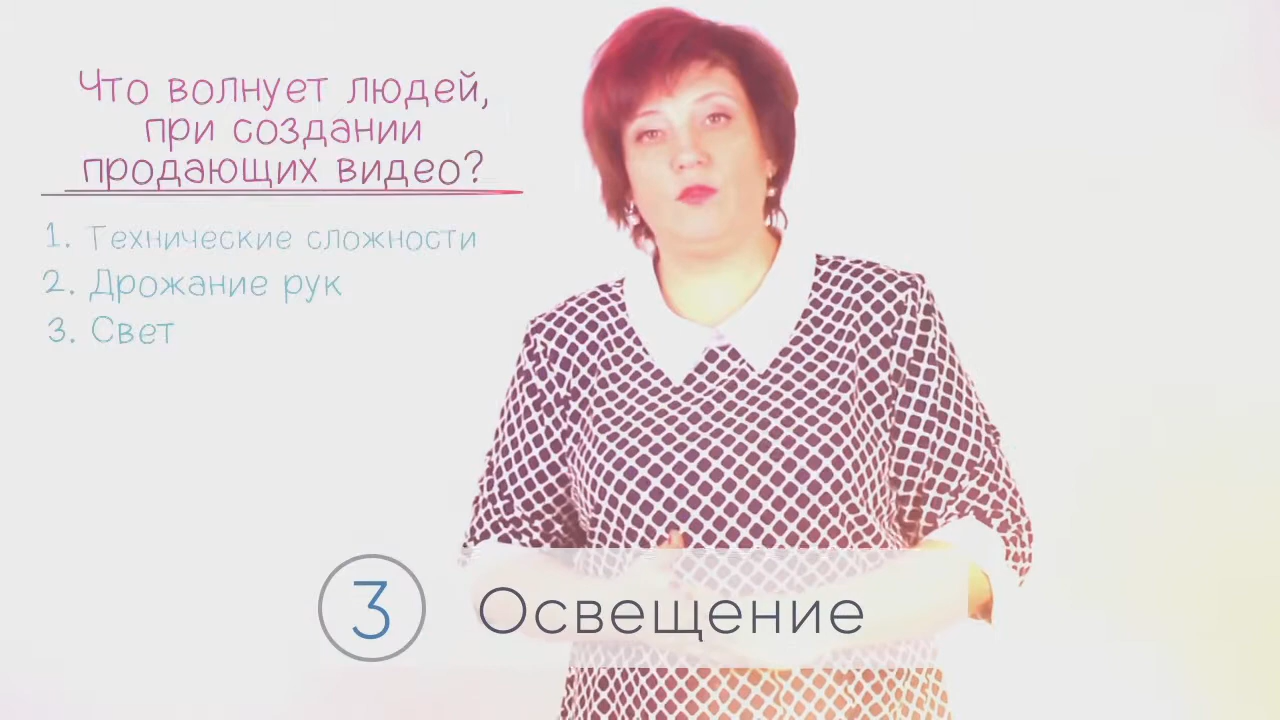 Что волнует людей,
при создании
продающих видео?
1. Технические сложности
2. Дрожание рук
3. Свет
3 Освещение